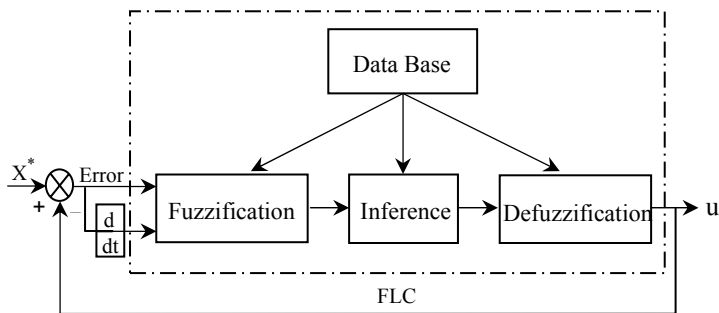 Data Base
X*
Error
+
–
d
dt
Fuzzification
Inference
Defuzzification
u
FLC